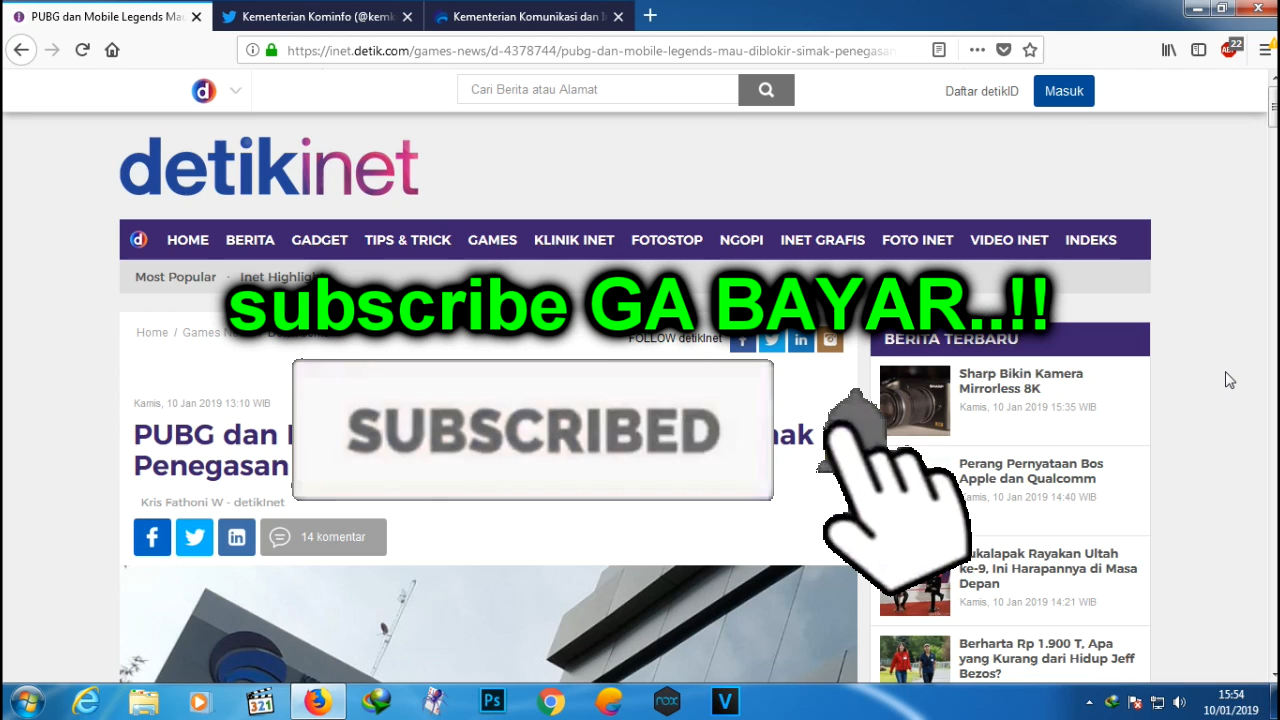 PUBG dan Mobile Legends Ma
Kementerian Kominfo (@kem
Kementerian Komunikasi dan I
https://inet.detik.com/games-news/d-4378744/pubg-dan-mobile-legends-mau-diblokir-simak-penegasan
22
d
Cari Berita atau Alamat
Daftar detikID
Masuk
detikinet
d HOME BERITA GADGET TIPS & TRICK GAMES KLINIK INET FOTOSTOP NGOPI INET GRAFIS FOTO INET VIDEO INET INDEKS
Most Popular · Inet Highligh
subscribe GA BAYAR..!!
Home / Games N
FOLLOW detikInet
BERITA TERBARU
Sharp Bikin Kamera
Mirrorless 8K
Kamis, 10 Jan 2019 15:35 WIB
Kamis, 10 Jan 2019 13:10 WIB
SUBSCRIBED
PUBG dan
Penegasan
Kris Fathoni W - detikInet
14 komentar
Perang Pernyataan Bos
Apple dan Qualcomm
Kamis, 10 Jan 2019 14:40 WIB
ukalapak Rayakan Ultah
ke-9, Ini Harapannya di Masa
Depan
Kamis, 10 Jan 2019 14:21 WIB
Berharta Rp 1.900 T, Apa
yang Kurang dari Hidup Jeff
Bezos?
321
Ps
nox
V
15:54
10/01/2019